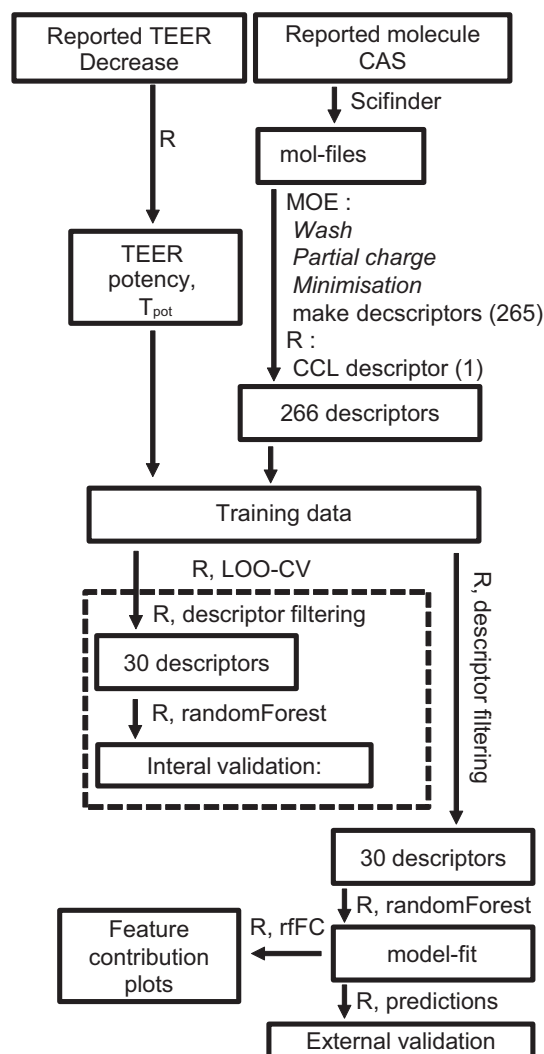 Reported TEER
Decrease
Reported molecule
CAS
Scifinder
R
mol-files
MOE :
Wash
Partial charge
Minimisation
make decscriptors (265)
R :
CCL descriptor (1)
TEER
potency,
Tpot
266 descriptors
Training data
R, LOO-CV
R, descriptor filtering
30 descriptors
R, randomForest
Interal validation:
R, descriptor filtering
30 descriptors
R, randomForest
model-fit
R, rfFC
Feature
contribution
plots
R, predictions
External validation